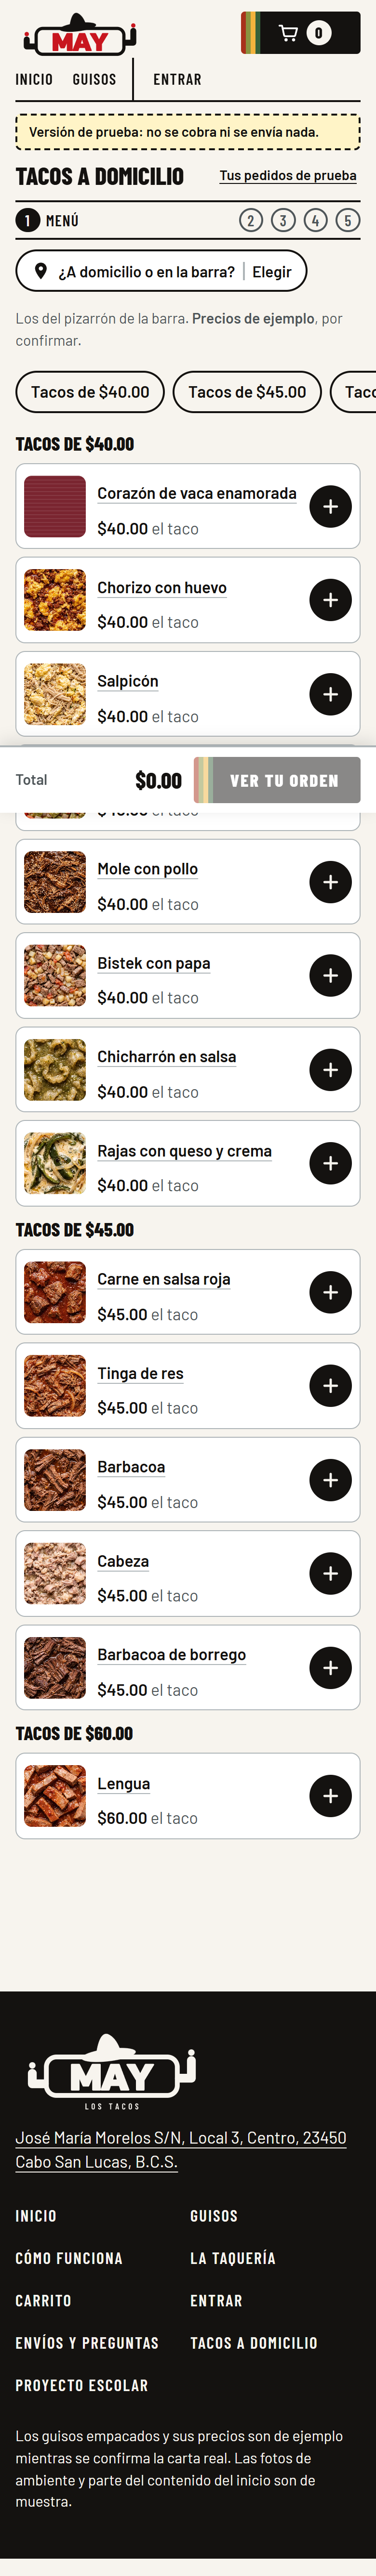 MAY
0
INICIO GUISOS ENTRAR
Versión de prueba: no se cobra ni se envía nada.
TACOS A DOMICILIO Tus pedidos de prueba
1 MENÚ 2 3 4 5
¿A domicilio o en la barra? Elegir
Los del pizarrón de la barra. Precios de ejemplo, por
confirmar.
Tacos de $40.00 Tacos de $45.00 Taco
TACOS DE $40.00
Corazón de vaca enamorada
$40.00 el taco
Chorizo con huevo
$40.00 el taco
Salpicón
$40.00 el taco
Total $0.00 VER TU ORDEN
Mole con pollo
$40.00 el taco
Bistek con papa
$40.00 el taco
Chicharrón en salsa
$40.00 el taco
Rajas con queso y crema
$40.00 el taco
TACOS DE $45.00
Carne en salsa roja
$45.00 el taco
Tinga de res
$45.00 el taco
Barbacoa
$45.00 el taco
Cabeza
$45.00 el taco
Barbacoa de borrego
$45.00 el taco
TACOS DE $60.00
Lengua
$60.00 el taco
MAY
LOS TACOS
José María Morelos S/N, Local 3, Centro, 23450
Cabo San Lucas, B.C.S.
INICIO GUISOS
CÓMO FUNCIONA LA TAQUERÍA
CARRITO ENTRAR
ENVÍOS Y PREGUNTAS TACOS A DOMICILIO
PROYECTO ESCOLAR
Los guisos empacados y sus precios son de ejemplo
mientras se confirma la carta real. Las fotos de
ambiente y parte del contenido del inicio son de
muestra.